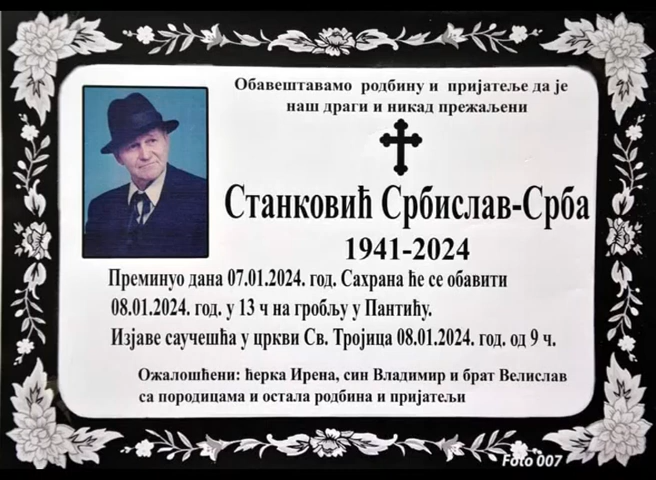 Обавештавамо родбину и пријатеље да је
наш драги и никад прежаљени
Станковић Србислав-Срба
1941-2024
Преминуо дана 07.01.2024. год. Сахрана ће се обавити
08.01.2024. год. у 13 ч на гробљу у Пантићу.
Изјаве саучешћа у цркви Св. Тројица 08.01.2024. год. од 9 ч.
Ожалошћени: ћерка Ирена, син Владимир и брат Велислав
са породицама и остала родбина и пријатељи
Foto 007